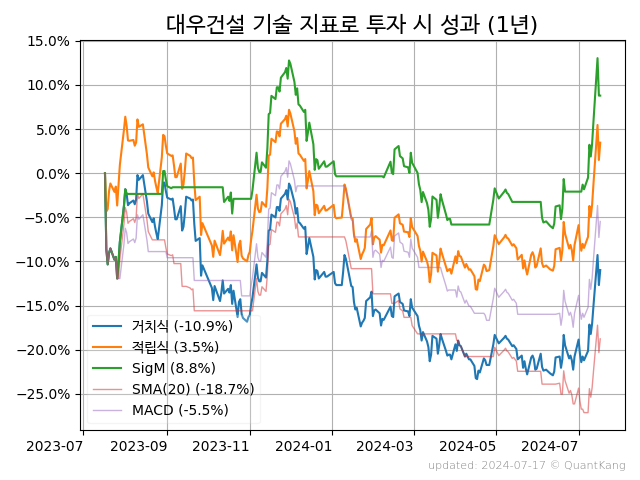 대우건설 기술 지표로 투자 시 성과 (1년)
15.0%
10.0%
5.0%
0.0%
−5.0%
−10.0%
−15.0%
−20.0%
−25.0%
거치식 (-10.9%)
적립식 (3.5%)
SigM (8.8%)
SMA(20) (-18.7%)
MACD (-5.5%)
2023-07 2023-09 2023-11 2024-01 2024-03 2024-05 2024-07
updated: 2024-07-17 © QuantKang